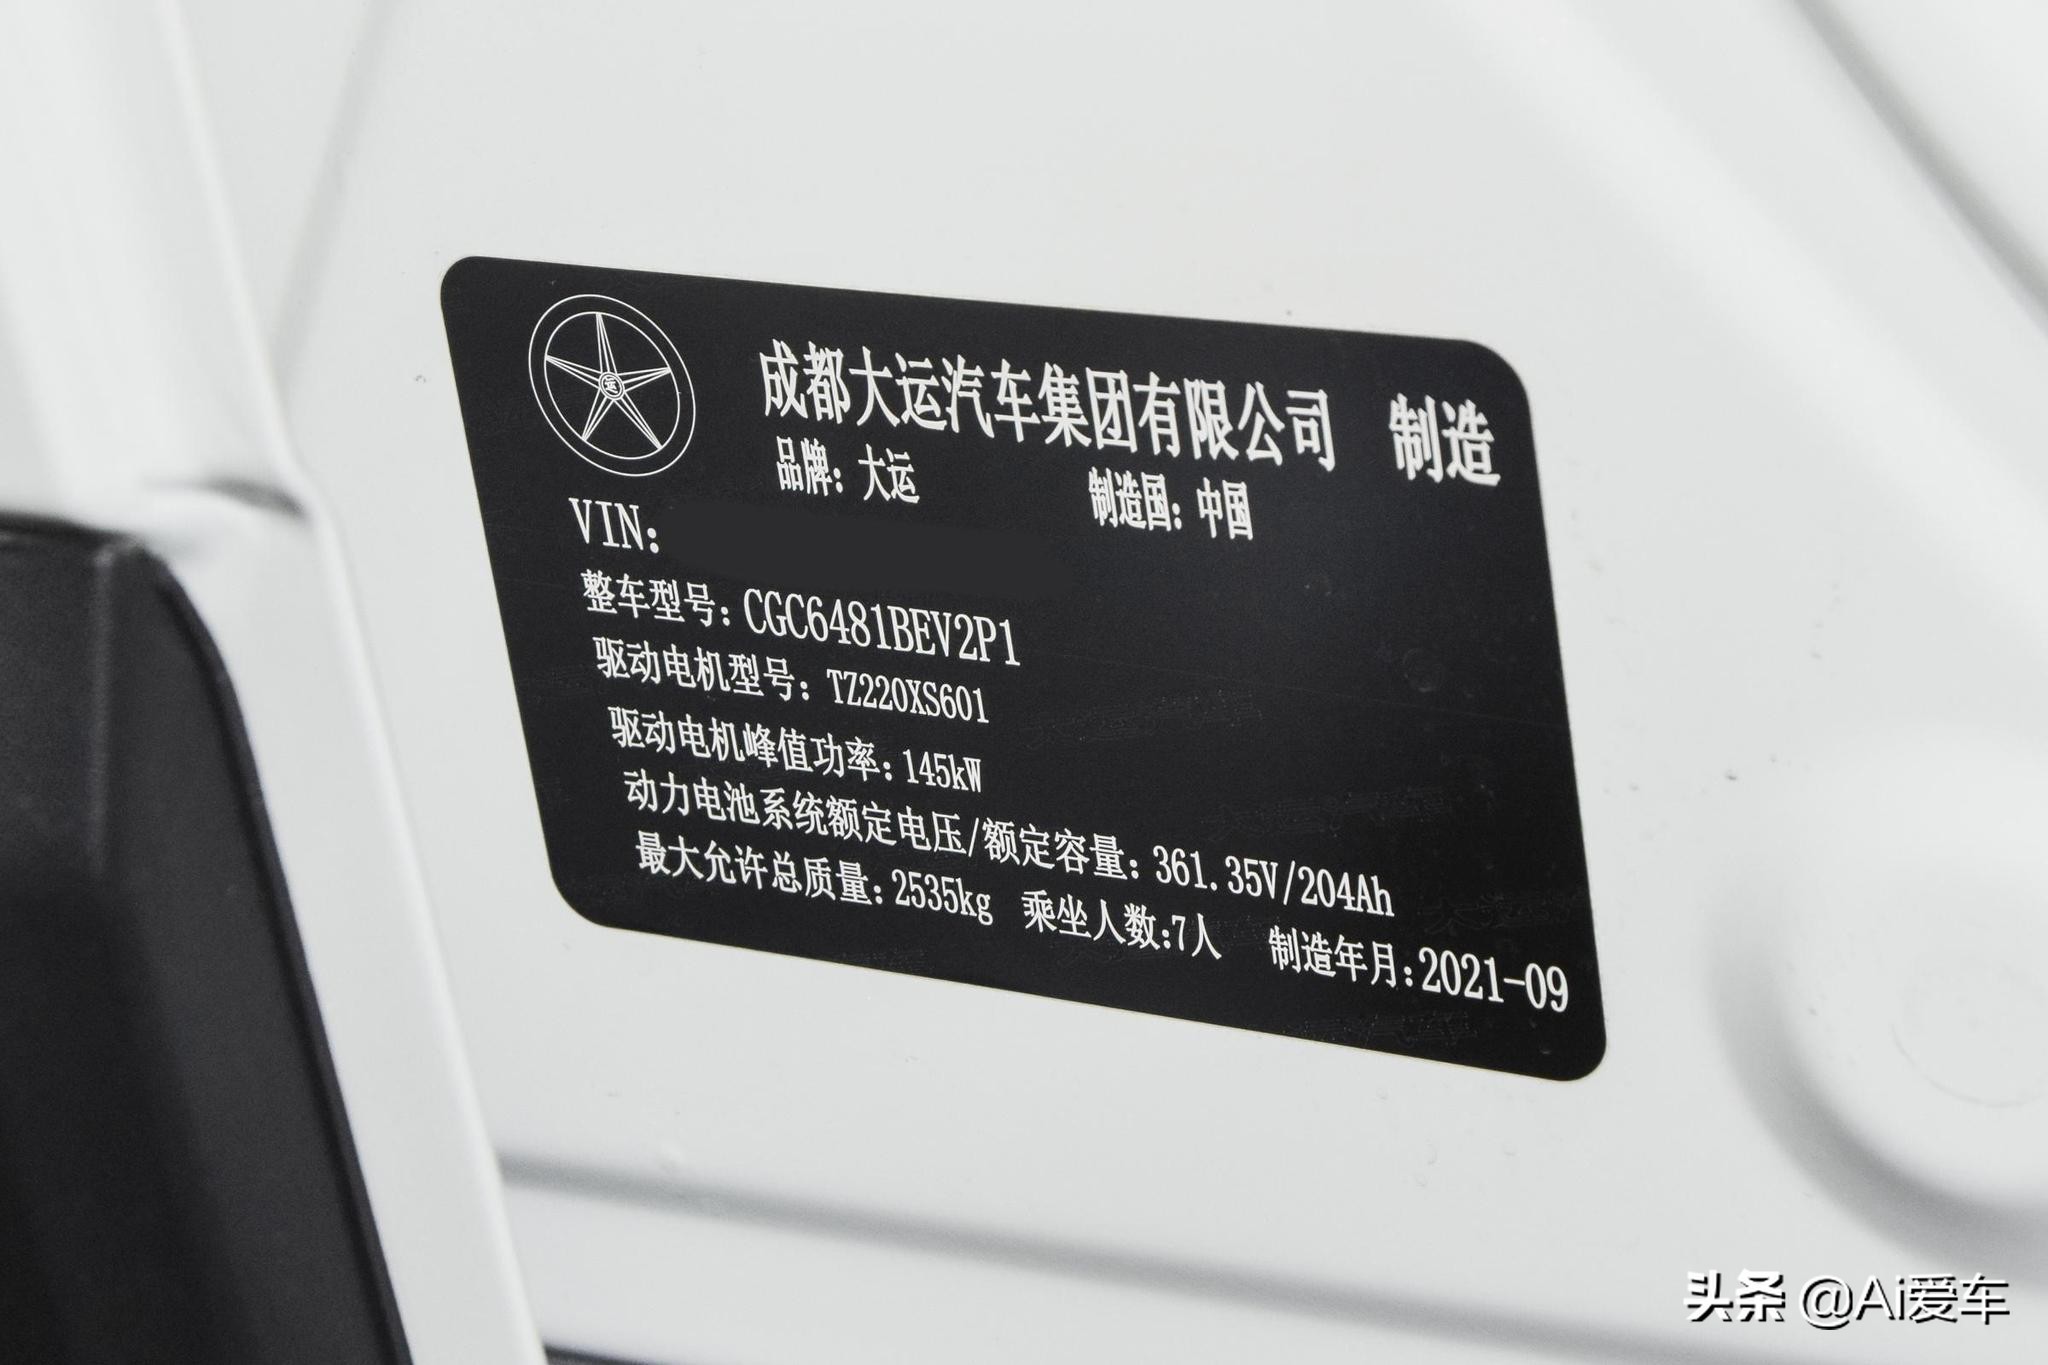 成都大运汽车集团有限公司 制造
品牌: 大运 制造国: 中国
VIN:
整车型号: CGC6481BEV2P1
驱动电机型号: TZ220XS601
驱动电机峰值功率: 145kW
动力电池系统额定电压/额定容量: 361.35V/204Ah
最大允许总质量: 2535kg 乘坐人数:7人 制造年月:2021-09
头条 @Ai爱车